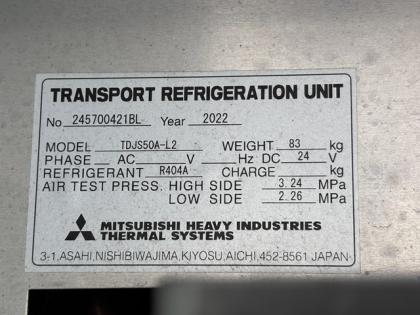 TRANSPORT REFRIGERATION UNIT
No 245700421BL Year 2022
MODEL TDJS50A-L2 WEIGHT 83 kg
PHASE AC V Hz DC 24 V
REFRIGERANT R404A CHARGE kg
AIR TEST PRESS. HIGH SIDE 3.24 MPa
LOW SIDE 2.26 MPa
MITSUBISHI HEAVY INDUSTRIES
THERMAL SYSTEMS
3-1,ASAHI,NISHIBIWAJIMA,KIYOSU,AICHI,452-8561 JAPAN